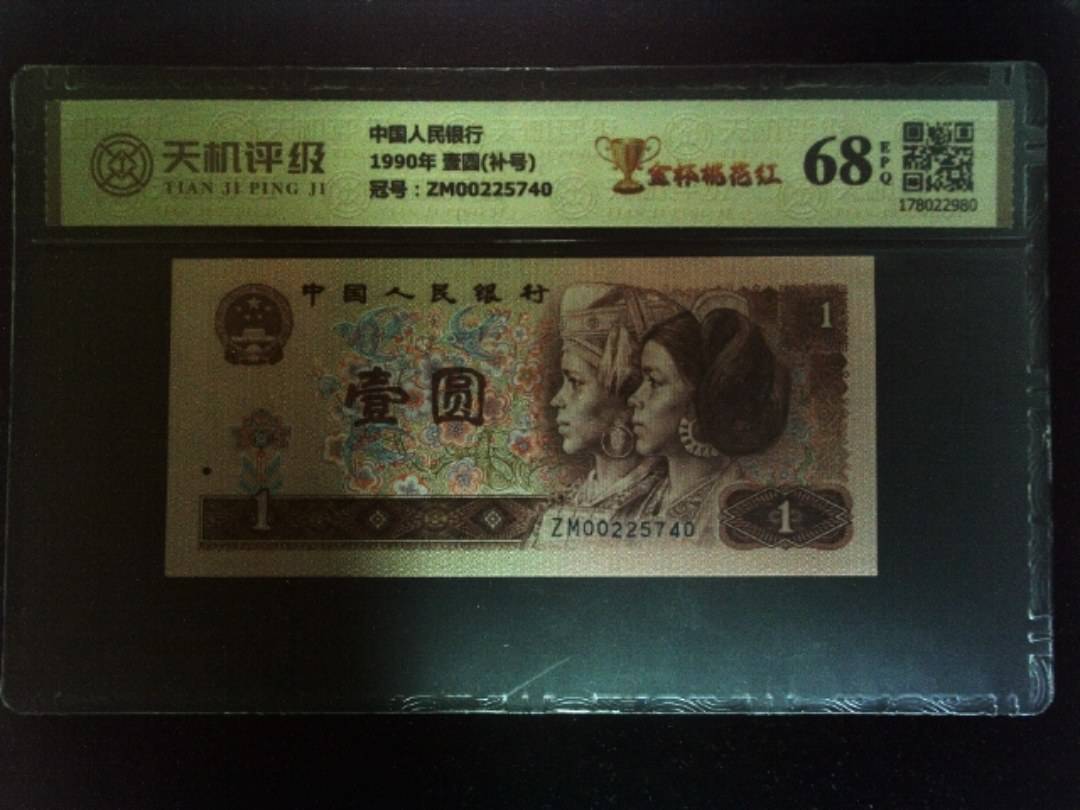 天机评级
TIAN JI PING JI
中国人民银行
1990年 壹圆(补号)
冠号：ZM00225740
金杯桃花红
68
EPQ
178022980
中国人民银行
1
壹圆
1
ZM00225740
1